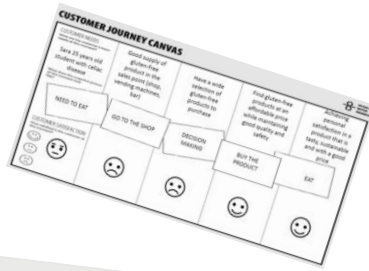 CUSTOMER JOURNEY CANVAS
CUSTOMER NEEDS
Sara 25 years old
student with celiac
disease
Good supply of
gluten-free
product in the
sales point (shop,
vending machines,
bar)
Have a wide
selection of
gluten-free
products to
purchase
Find gluten-free
products at an
affordable price
while maintaining
good quality and
safety
Achieving
personal
satisfaction in a
product that is
tasty, sustainable
and with a good
price
NEED TO EAT
GO TO THE SHOP
DECISION
MAKING
BUY THE
PRODUCT
EAT
CUSTOMER SATISFACTION